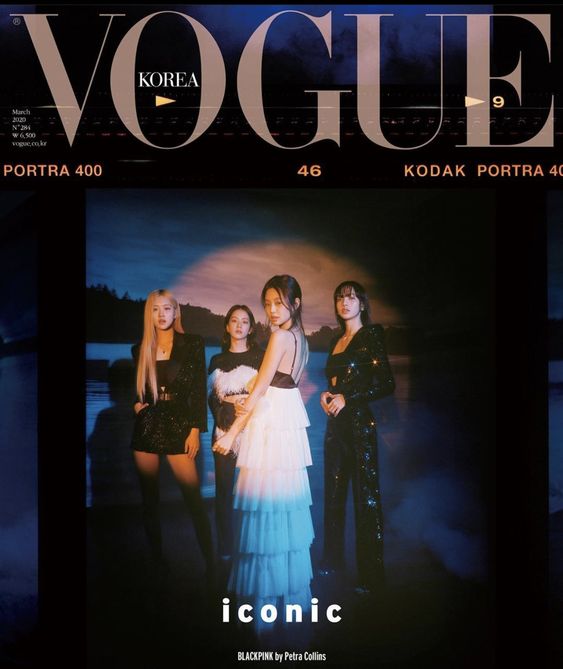 VOGUE
KOREA
9
March
2020
Nº284
₩ 6,500
vogue.co.kr
PORTRA 400 46 KODAK PORTRA 40
iconic
BLACKPINK by Petra Collins